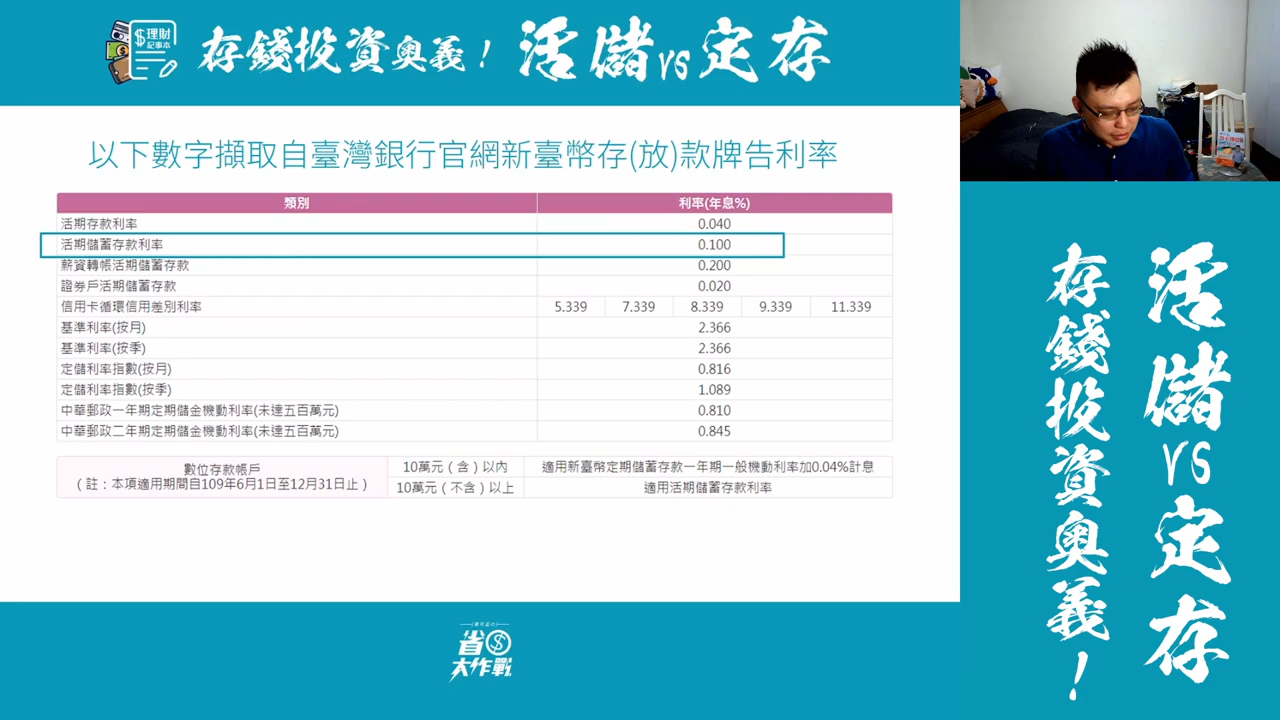 理財
記事本
存錢投資奧義！ 活儲vs定存
以下數字擷取自臺灣銀行官網新臺幣存(放)款牌告利率
類別 利率(年息%)
活期存款利率 0.040
活期儲蓄存款利率 0.100
薪資轉帳活期儲蓄存款 0.200
證券戶活期儲蓄存款 0.020
信用卡循環信用差別利率 5.339 7.339 8.339 9.339 11.339
基準利率(按月) 2.366
基準利率(按季) 2.366
定儲利率指數(按月) 0.816
定儲利率指數(按季) 1.089
中華郵政一年期定期儲金機動利率(未達五百萬元) 0.810
中華郵政二年期定期儲金機動利率(未達五百萬元) 0.845
數位存款帳戶
（註：本項適用期間自109年6月1日至12月31日止）
10萬元（含）以內 適用新臺幣定期儲蓄存款一年期一般機動利率加0.04%計息
10萬元（不含）以上 適用活期儲蓄存款利率
省
大作戰
活儲vs定存
存錢投資奧義！